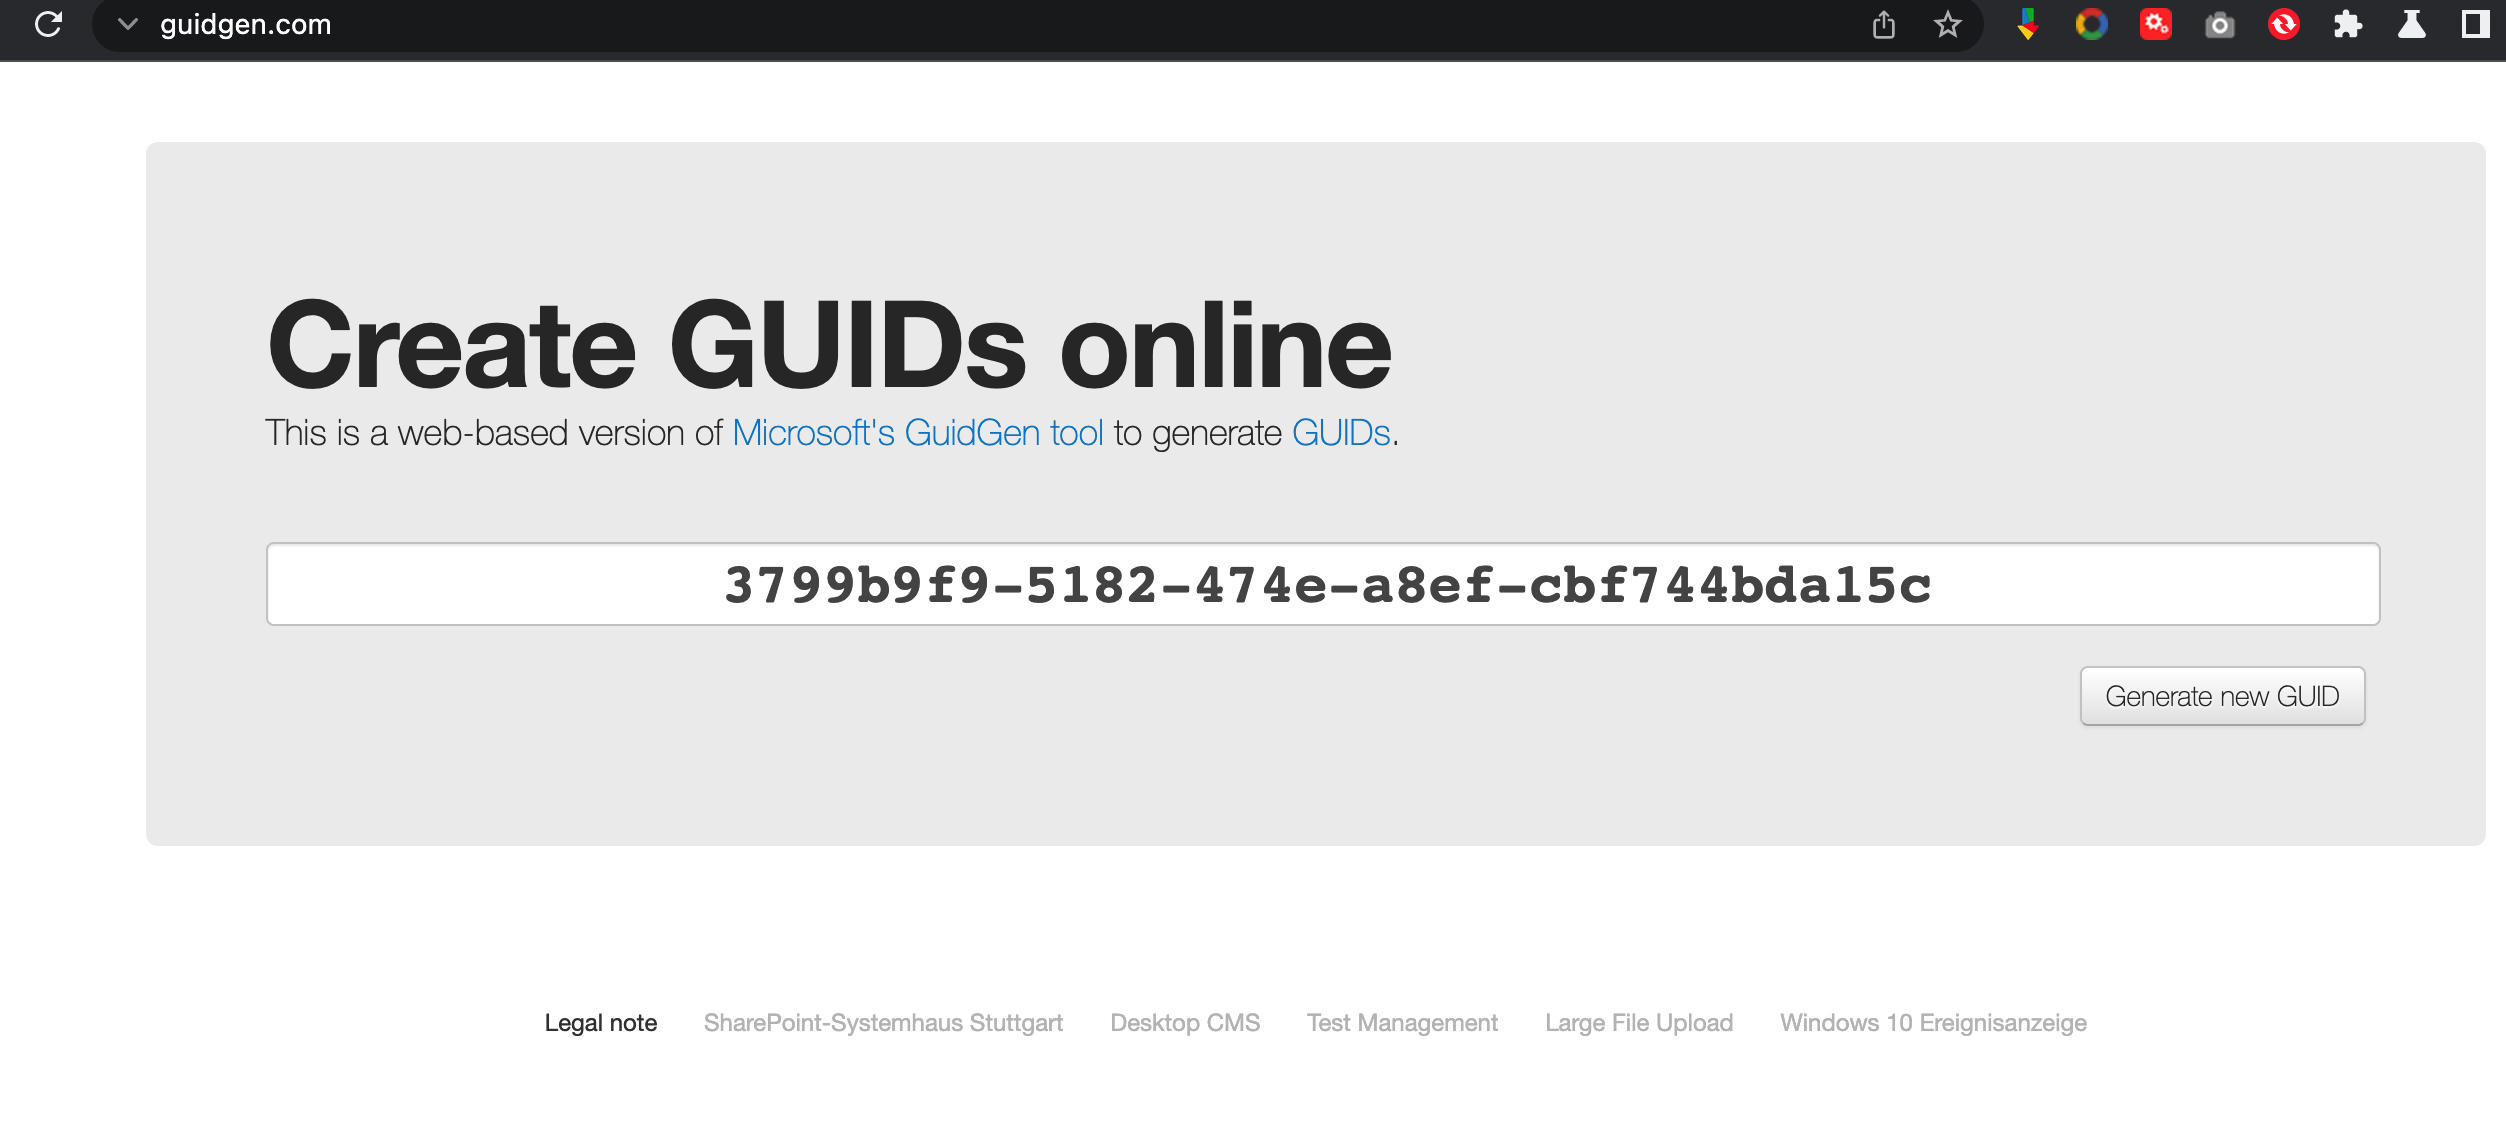 guidgen.com
Create GUIDs online
This is a web-based version of Microsoft's GuidGen tool to generate GUIDs.
3799b9f9-5182-474e-a8ef-cbf744bda15c
Generate new GUID
Legal note SharePoint-Systemhaus Stuttgart Desktop CMS Test Management Large File Upload Windows 10 Ereignisanzeige